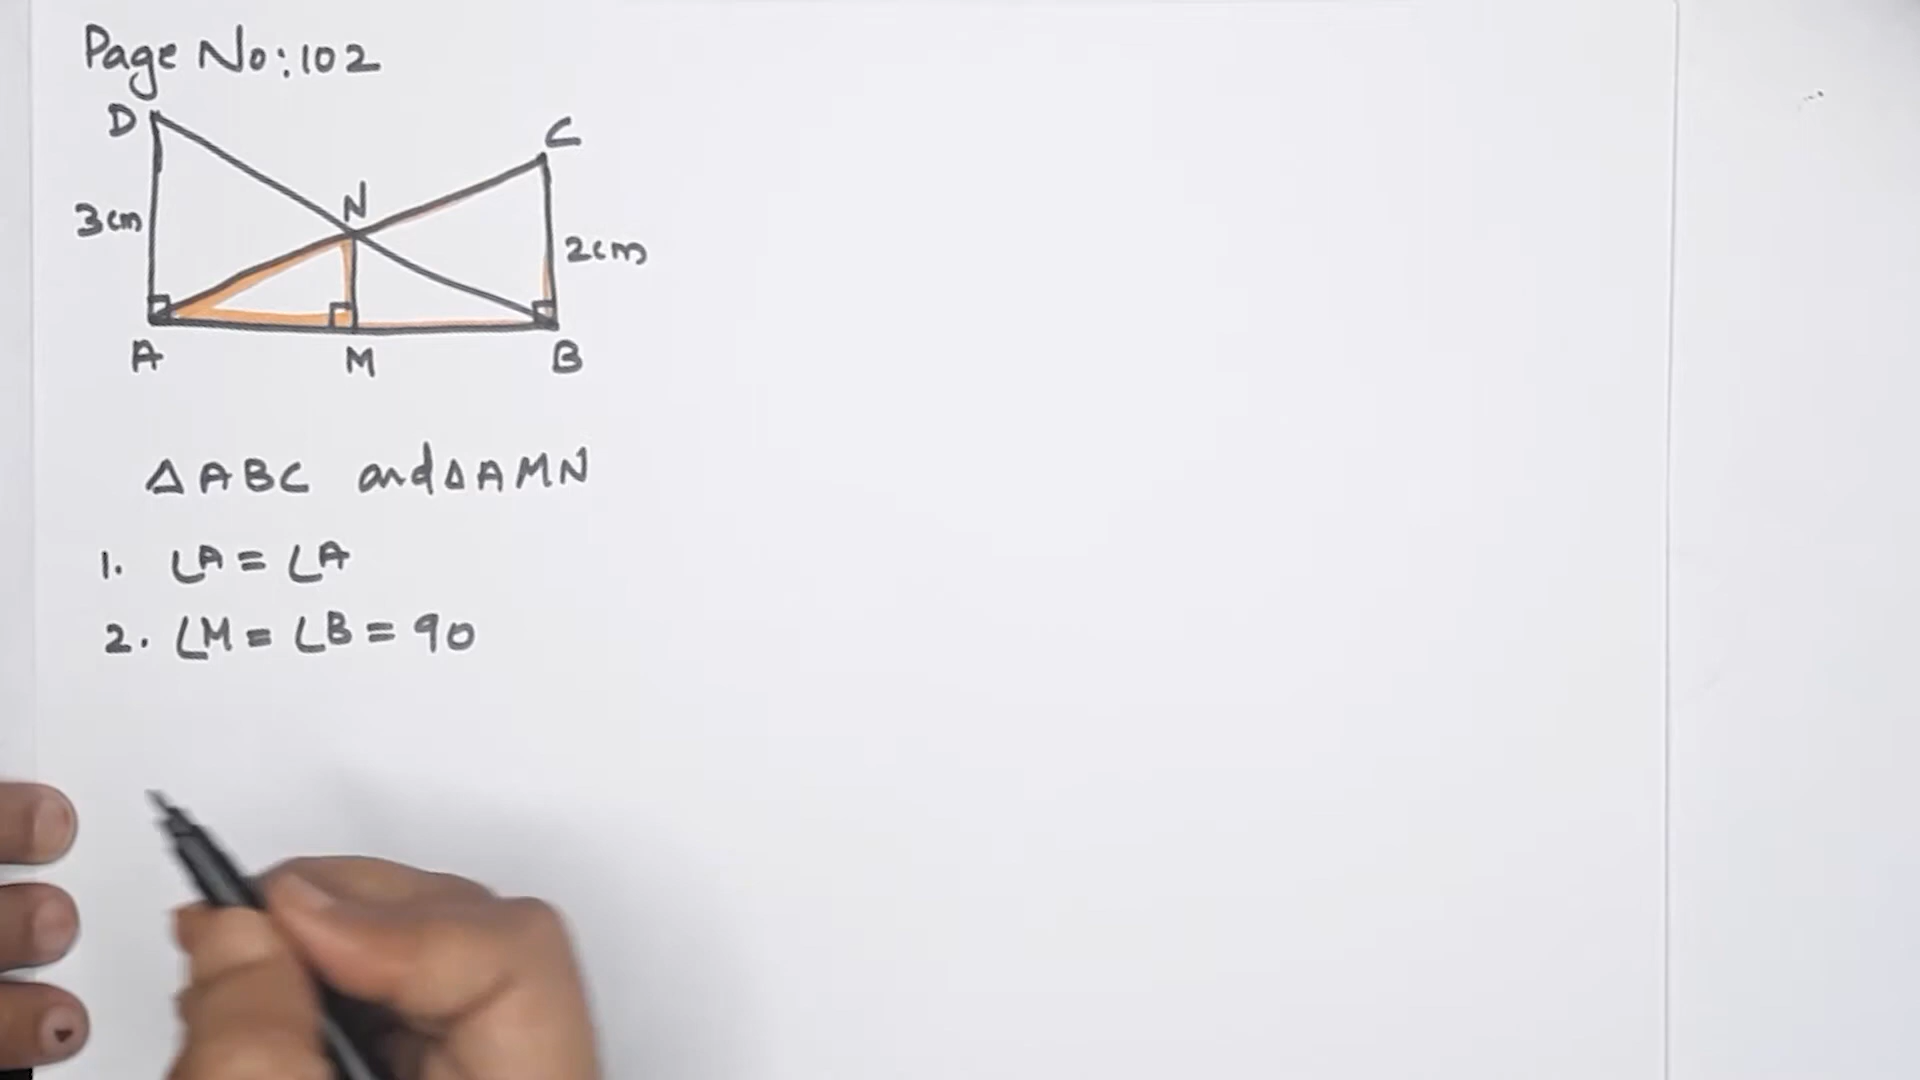 Page No:102
D
C
N
3cm
2cm
A M B
△ABC and △AMN
1. ∠A = ∠A
2. ∠M = ∠B = 90